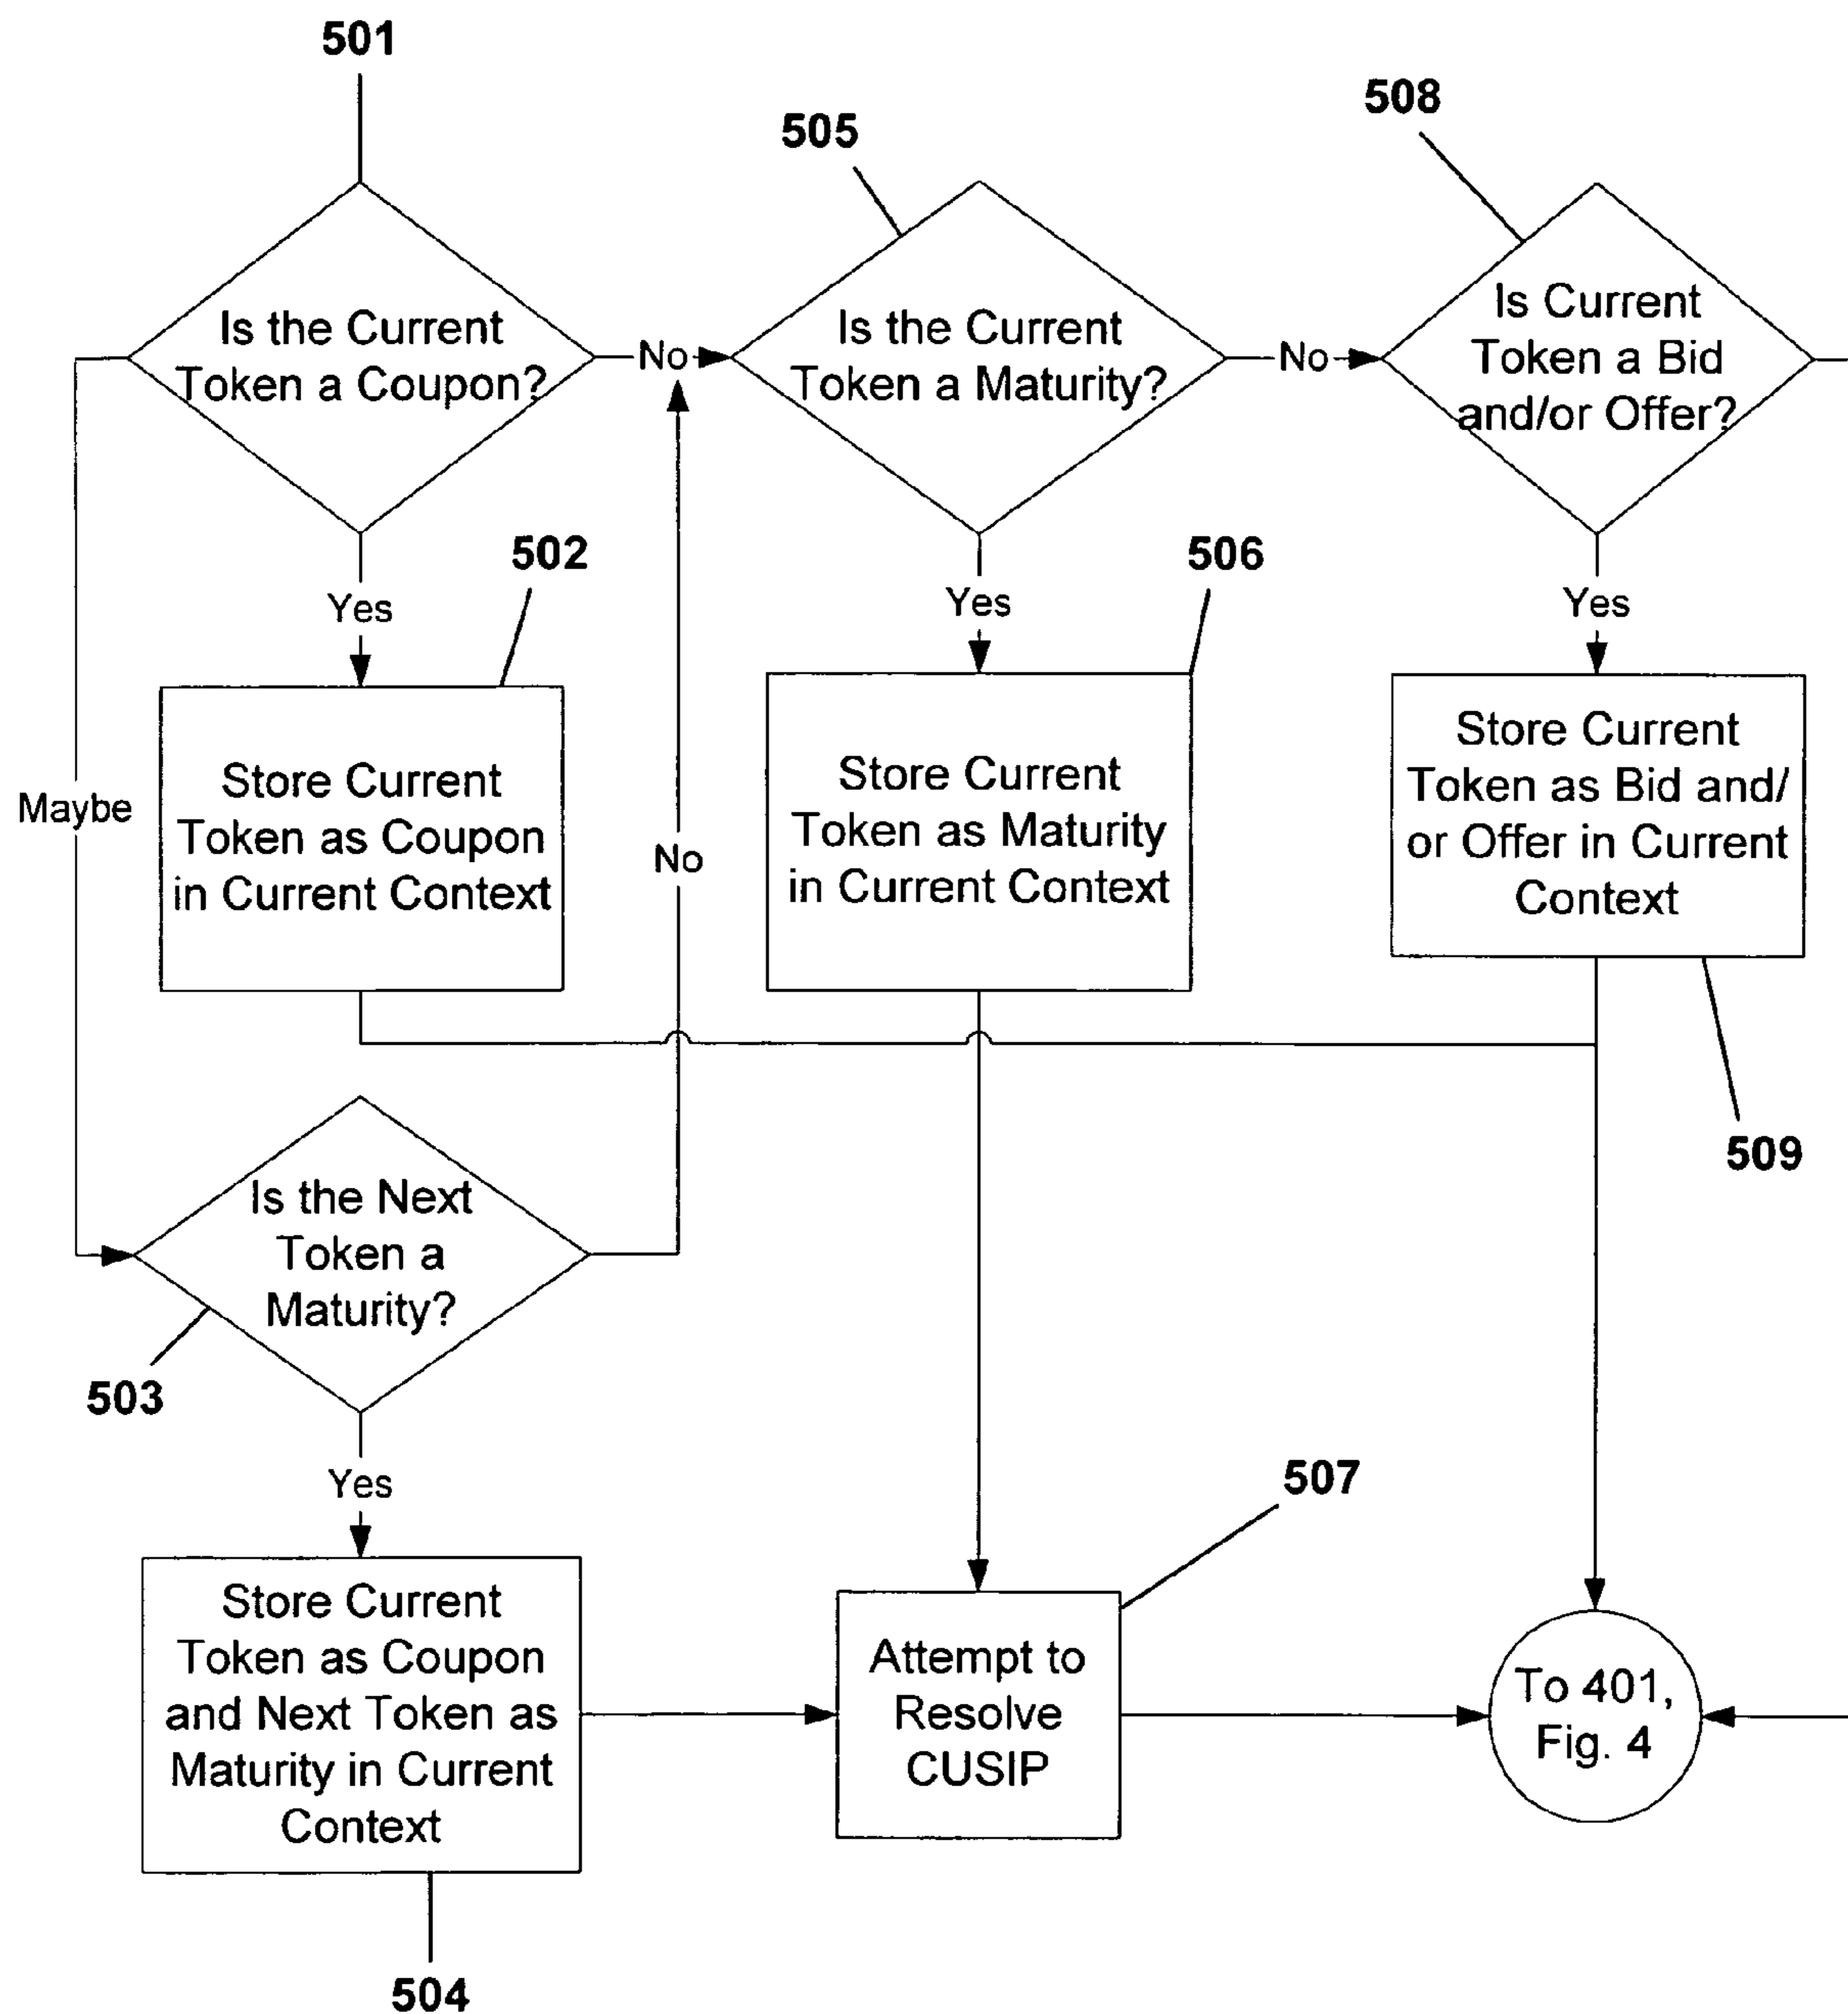 501
505
508
Is the Current
Token a Coupon?
No
Is the Current
Token a Maturity?
No
Is Current
Token a Bid
and/or Offer?
502
506
Yes
Yes
Yes
Maybe
Store Current
Token as Coupon
in Current Context
No
Store Current
Token as Maturity
in Current Context
Store Current
Token as Bid and/
or Offer in Current
Context
509
Is the Next
Token a
Maturity?
503
Yes
507
Store Current
Token as Coupon
and Next Token as
Maturity in Current
Context
Attempt to
Resolve
CUSIP
To 401,
Fig. 4
504